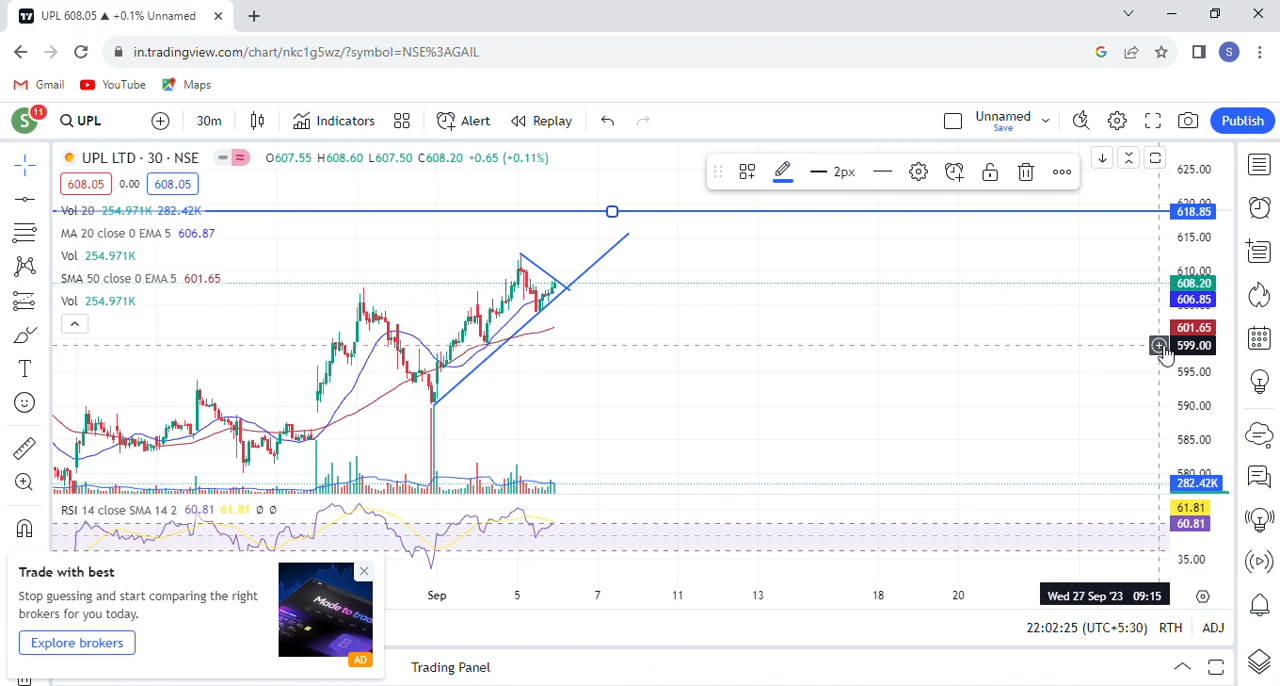 UPL 608.05 ▲ +0.1% Unnamed
in.tradingview.com/chart/nkc1g5wz/?symbol=NSE%3AGAIL
S
Gmail YouTube Maps
S 11 UPL 30m Indicators Alert Replay Unnamed Save Publish
UPL LTD · 30 · NSE O607.55 H608.60 L607.50 C608.20 +0.65 (+0.11%)
608.05 0.00 608.05
2px
625.00
Vol 20 254.971K 282.42K
620.00
618.85
MA 20 close 0 EMA 5 606.87
615.00
Vol 254.971K
610.00
SMA 50 close 0 EMA 5 601.65
608.20
Vol 254.971K
606.85
601.65
599.00
595.00
590.00
585.00
580.00
282.42K
RSI 14 close SMA 14 2 60.81 61.81 Ø Ø
61.81
60.81
35.00
Sep 5 7 11 13 18 20 Wed 27 Sep '23 09:15
Trade with best
Stop guessing and start comparing the right
brokers for you today.
Explore brokers
Made to trad
AD
22:02:25 (UTC+5:30) RTH ADJ
Trading Panel